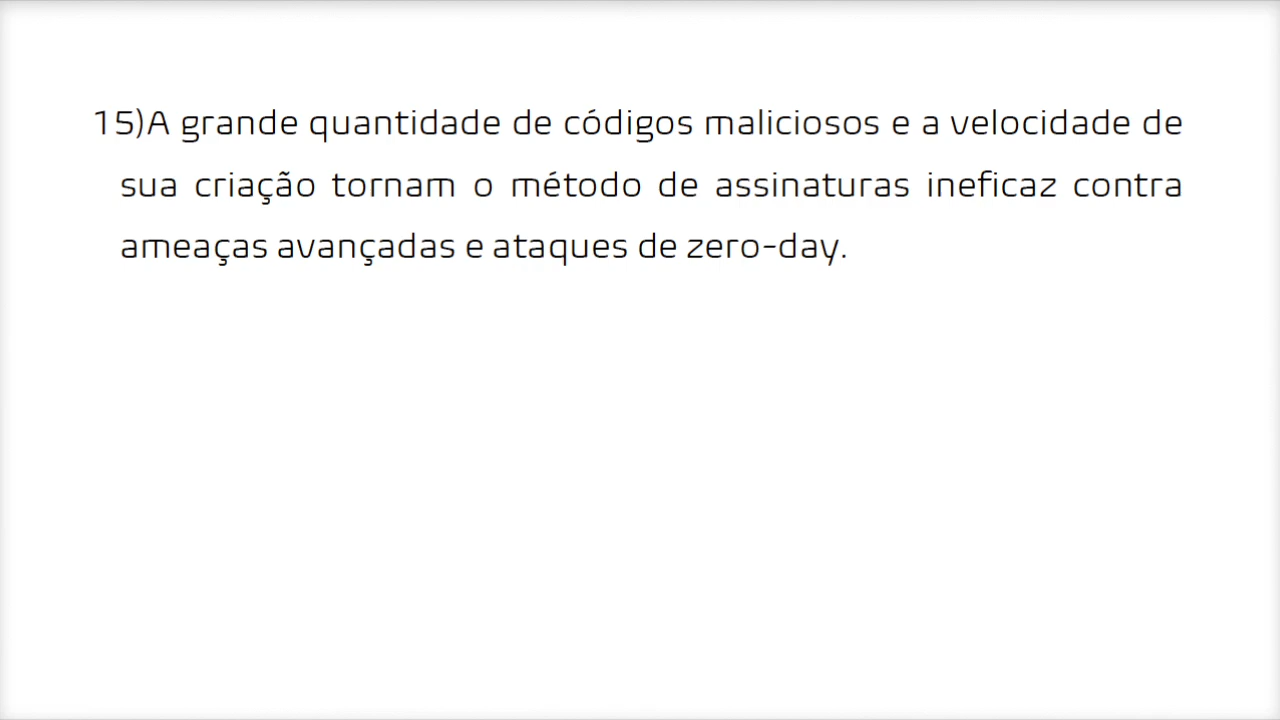 15)A grande quantidade de códigos maliciosos e a velocidade de
sua criação tornam o método de assinaturas ineficaz contra
ameaças avançadas e ataques de zero-day.